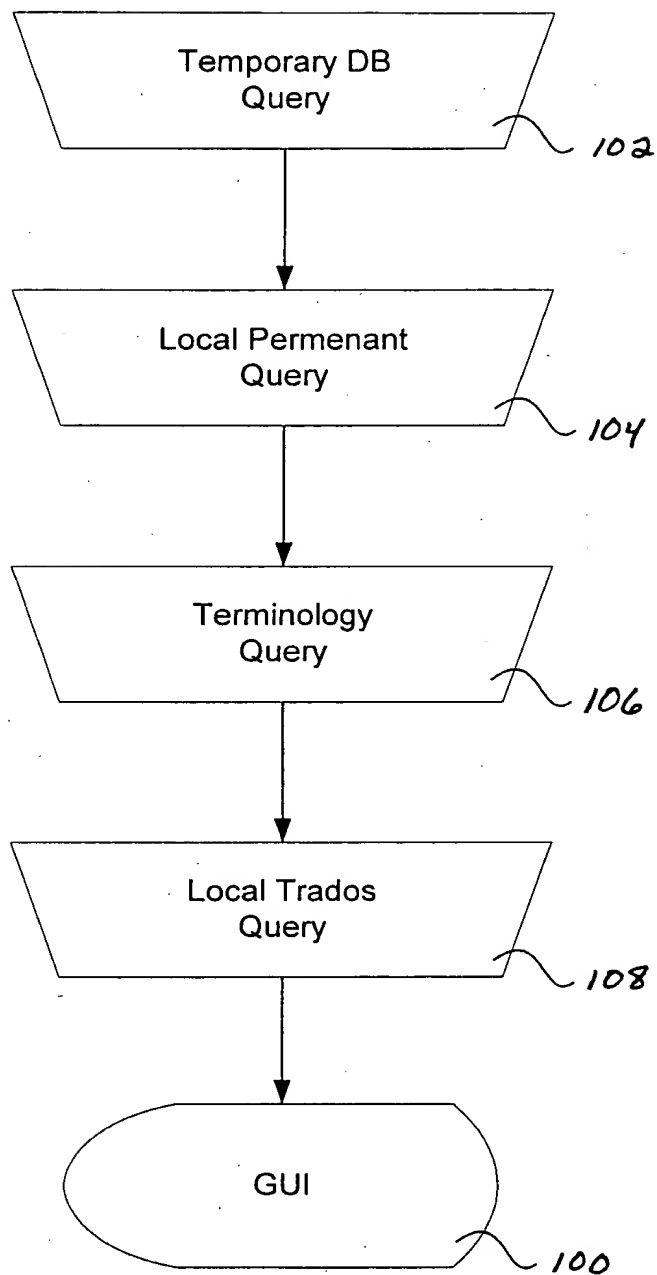 Temporary DB
Query
102
Local Permenant
Query
104
Terminology
Query
106
Local Trados
Query
108
GUI
100